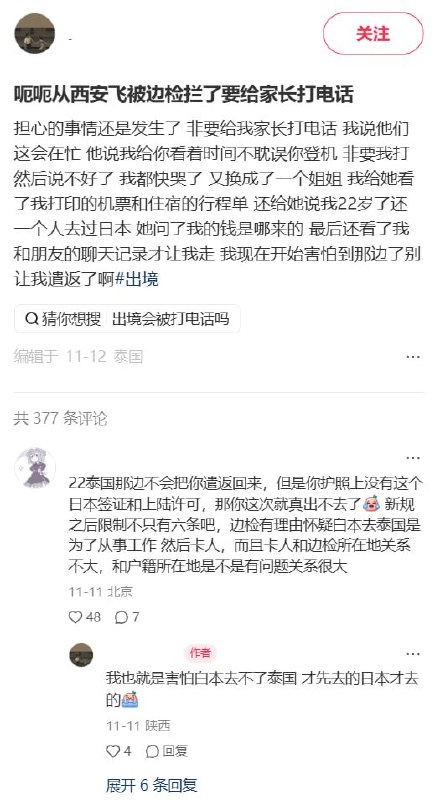 关注
呃呃从西安飞被边检拦了要给家长打电话
担心的事情还是发生了 非要给我家长打电话 我说他们
这会在忙 他说我给你看着时间不耽误你登机 非要我打
然后说不好了 我都快哭了 又换成了一个姐姐 我给她看
了我打印的机票和住宿的行程单 还给她说我22岁了还
一个人去过日本 她问了我的钱是哪来的 最后还看了我
和朋友的聊天记录才让我走 我现在开始害怕到那边了别
让我遣返了啊#出境
猜你想搜 出境会被打电话吗
编辑于 11-12 泰国
共 377 条评论
22泰国那边不会把你遣返回来，但是你护照上没有这个
日本签证和上陆许可，那你这次就真出不去了 新规
之后限制不只有六条吧，边检有理由怀疑白本去泰国是
为了从事工作 然后卡人，而且卡人和边检所在地关系
不大，和户籍所在地是不是有问题关系很大
11-11 北京
48 7
作者
我也就是害怕白本去不了泰国 才先去的日本才去
的
11-11 陕西
4 回复
展开 6 条回复